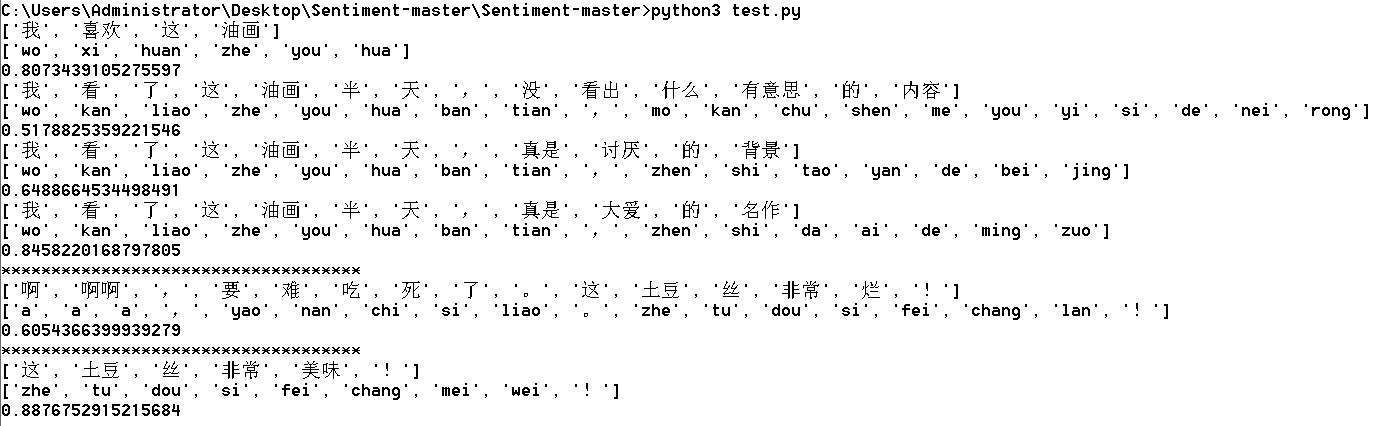 C:\Users\Administrator\Desktop\Sentiment-master\Sentiment-master>python3 test.py
['我', '喜欢', '这', '油画']
['wo', 'xi', 'huan', 'zhe', 'you', 'hua']
0.8073439105275597
['我', '看', '了', '这', '油画', '半', '天', '，', '没', '看出', '什么', '有意思', '的', '内容']
['wo', 'kan', 'liao', 'zhe', 'you', 'hua', 'ban', 'tian', '，', 'mo', 'kan', 'chu', 'shen', 'me', 'you', 'yi', 'si', 'de', 'nei', 'rong']
0.5178825359221546
['我', '看', '了', '这', '油画', '半', '天', '，', '真是', '讨厌', '的', '背景']
['wo', 'kan', 'liao', 'zhe', 'you', 'hua', 'ban', 'tian', '，', 'zhen', 'shi', 'tao', 'yan', 'de', 'bei', 'jing']
0.6488664534498491
['我', '看', '了', '这', '油画', '半', '天', '，', '真是', '大爱', '的', '名作']
['wo', 'kan', 'liao', 'zhe', 'you', 'hua', 'ban', 'tian', '，', 'zhen', 'shi', 'da', 'ai', 'de', 'ming', 'zuo']
0.8458220168797805
************************************
['啊', '啊啊', '，', '要', '难', '吃', '死', '了', '。', '这', '土豆', '丝', '非常', '烂', '！']
['a', 'a', 'a', '，', 'yao', 'nan', 'chi', 'si', 'liao', '。', 'zhe', 'tu', 'dou', 'si', 'fei', 'chang', 'lan', '！']
0.6054366399939279
************************************
['这', '土豆', '丝', '非常', '美味', '！']
['zhe', 'tu', 'dou', 'si', 'fei', 'chang', 'mei', 'wei', '！']
0.8876752915215684